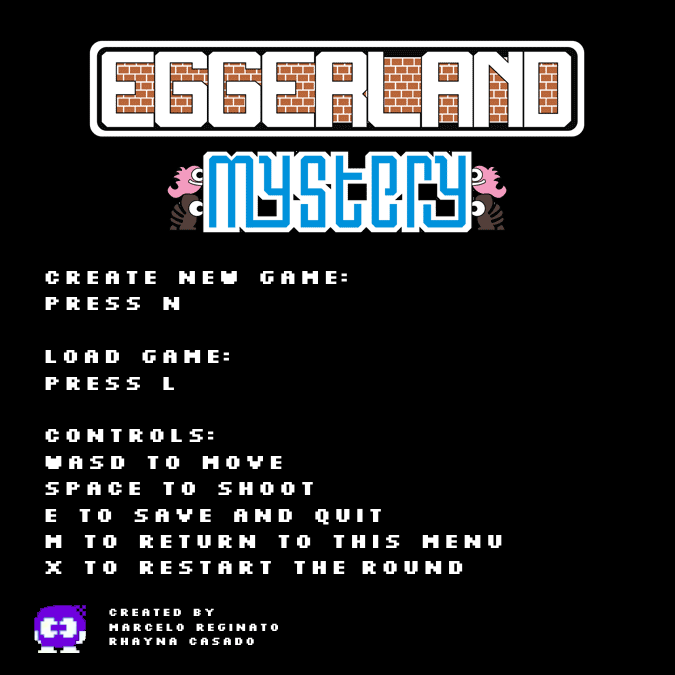 EGGERLAND
mystery
CREATE NEW GAME:
PRESS N
LOAD GAME:
PRESS L
CONTROLS:
WASD TO MOVE
SPACE TO SHOOT
E TO SAVE AND QUIT
M TO RETURN TO THIS MENU
X TO RESTART THE ROUND
CREATED BY
MARCELO REGINATO
RHAYNA CASADO